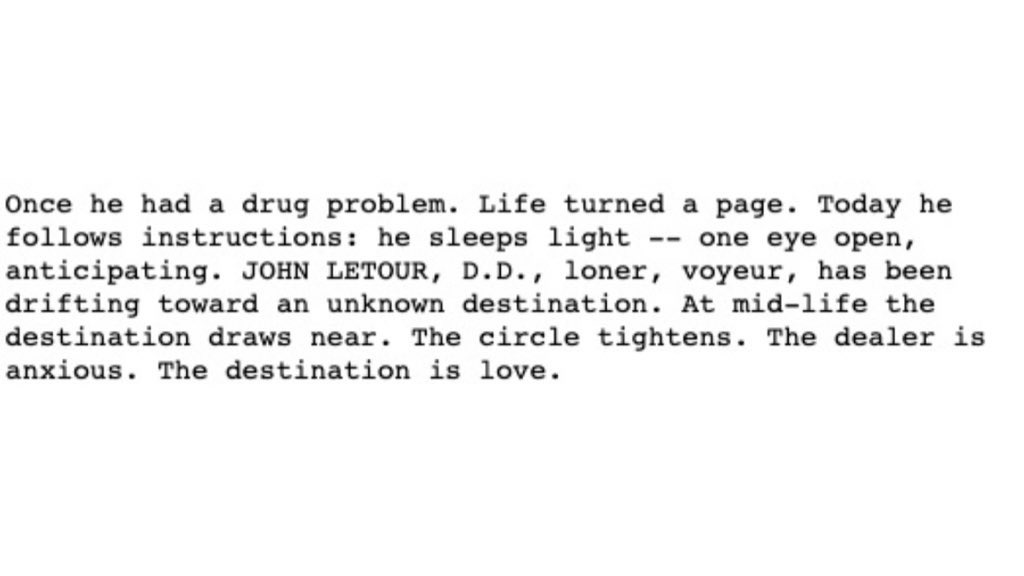 Once he had a drug problem. Life turned a page. Today he
follows instructions: he sleeps light -- one eye open,
anticipating. JOHN LETOUR, D.D., loner, voyeur, has been
drifting toward an unknown destination. At mid-life the
destination draws near. The circle tightens. The dealer is
anxious. The destination is love.